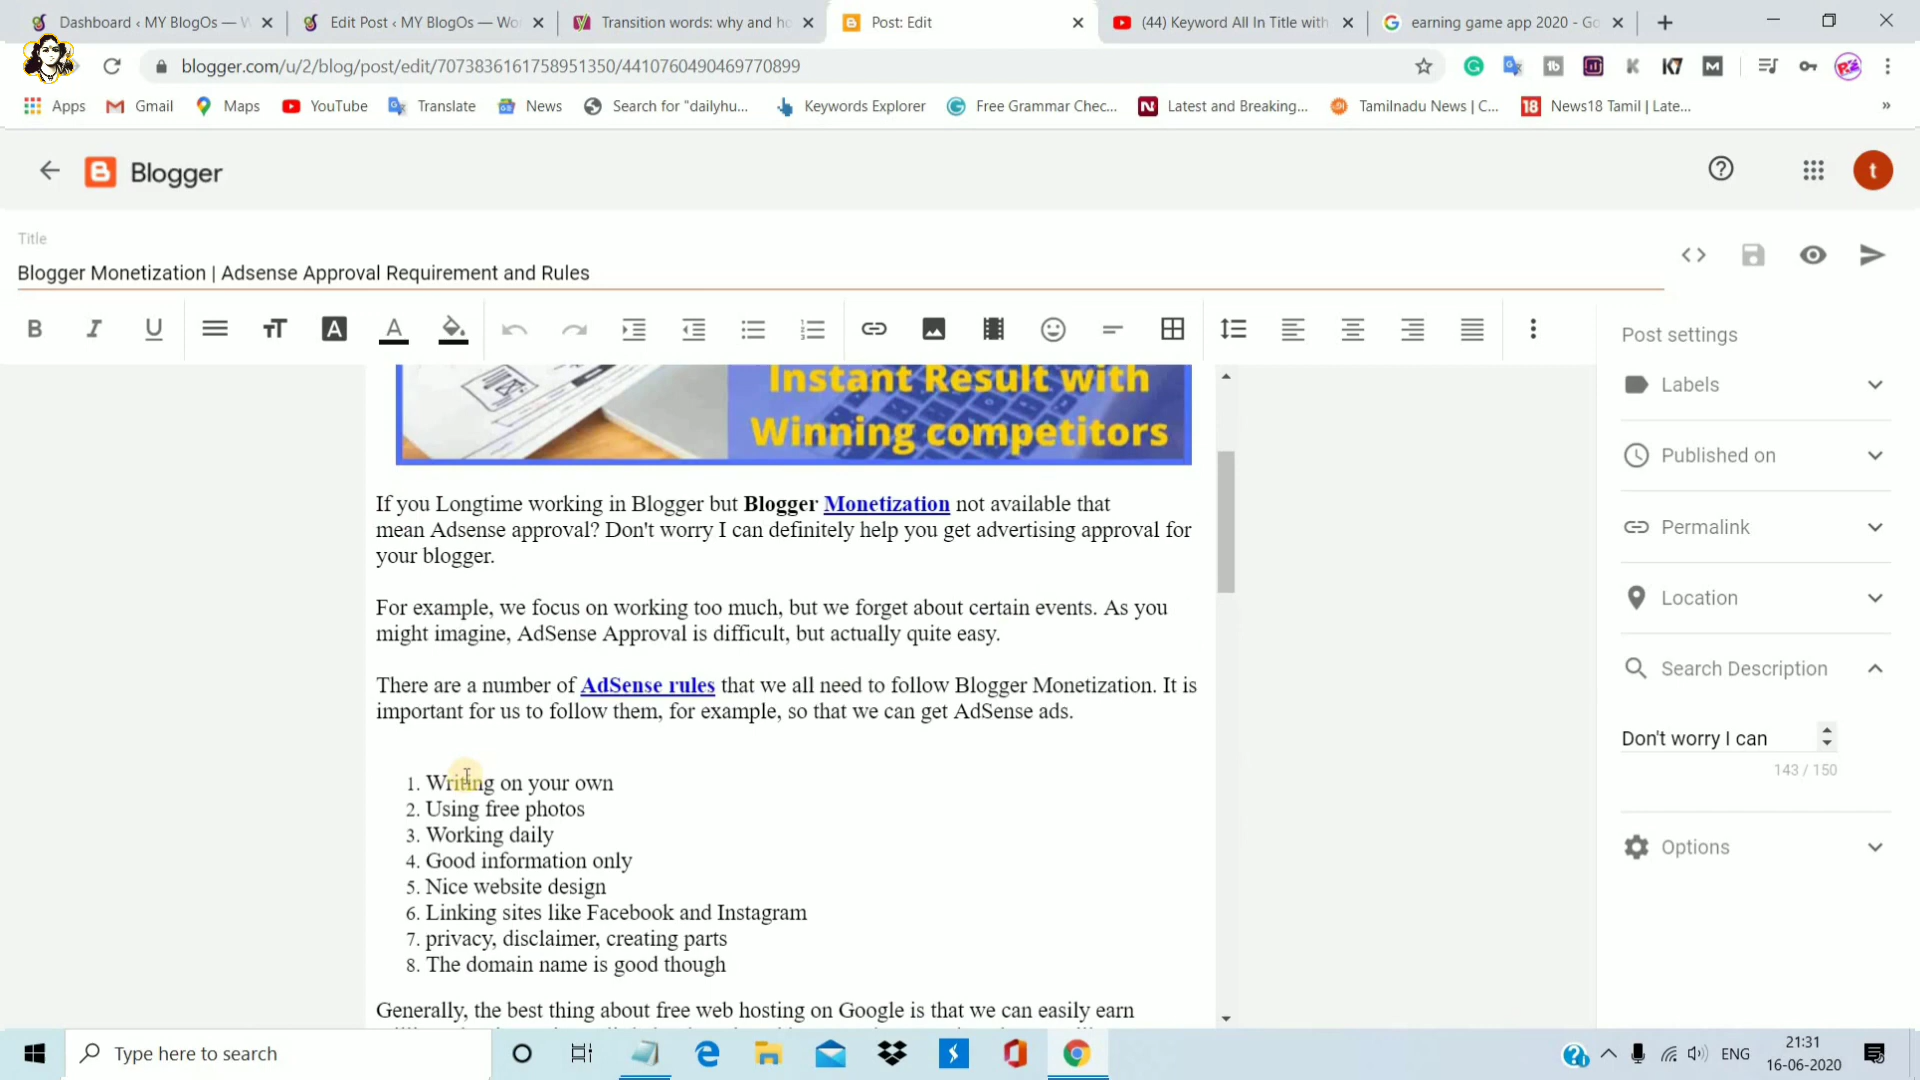 Dashboard ‹ MY BlogOs — W
Edit Post ‹ MY BlogOs — Wo
Transition words: why and ho
Post: Edit
(44) Keyword All In Title with
earning game app 2020 - Go
blogger.com/u/2/blog/post/edit/7073836161758951350/4410760490469770899
Apps
Gmail
Maps
YouTube
Translate
News
Search for "dailyhu...
Keywords Explorer
Free Grammar Chec...
Latest and Breaking...
Tamilnadu News | C...
News18 Tamil | Late...
Blogger
t
Title
Blogger Monetization | Adsense Approval Requirement and Rules
Post settings
Labels
Published on
Permalink
Location
Search Description
Don't worry I can
143 / 150
Options
Instant Result with
Winning competitors
If you Longtime working in Blogger but Blogger Monetization not available that
mean Adsense approval? Don't worry I can definitely help you get advertising approval for
your blogger.
For example, we focus on working too much, but we forget about certain events. As you
might imagine, AdSense Approval is difficult, but actually quite easy.
There are a number of AdSense rules that we all need to follow Blogger Monetization. It is
important for us to follow them, for example, so that we can get AdSense ads.
1. Writing on your own
2. Using free photos
3. Working daily
4. Good information only
5. Nice website design
6. Linking sites like Facebook and Instagram
7. privacy, disclaimer, creating parts
8. The domain name is good though
Generally, the best thing about free web hosting on Google is that we can easily earn
Type here to search
ENG
21:31
16-06-2020